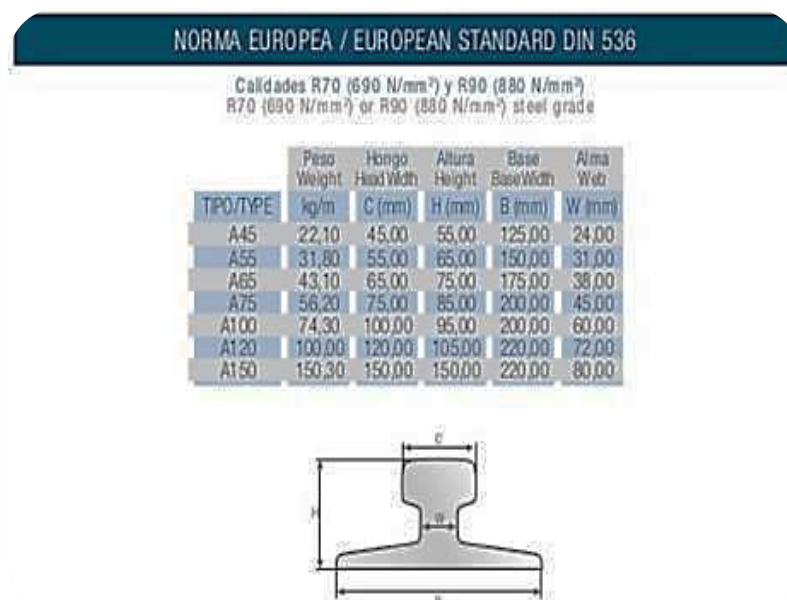 NORMA EUROPEA / EUROPEAN STANDARD DIN 536
Calidades R70 (690 N/mm²) y R90 (880 N/mm²)
R70 (690 N/mm²) or R90 (880 N/mm²) steel grade
Peso Hongo Altura Base Alma
Weight Head Width Height Base Width Web
TIPO/TYPE kg/m C (mm) H (mm) B (mm) W (mm)
A45 22,10 45,00 55,00 125,00 24,00
A55 31,80 55,00 65,00 150,00 31,00
A65 43,10 65,00 75,00 175,00 38,00
A75 56,20 75,00 85,00 200,00 45,00
A100 74,30 100,00 95,00 200,00 60,00
A120 100,00 120,00 105,00 220,00 72,00
A150 150,30 150,00 150,00 220,00 80,00
C
H
W